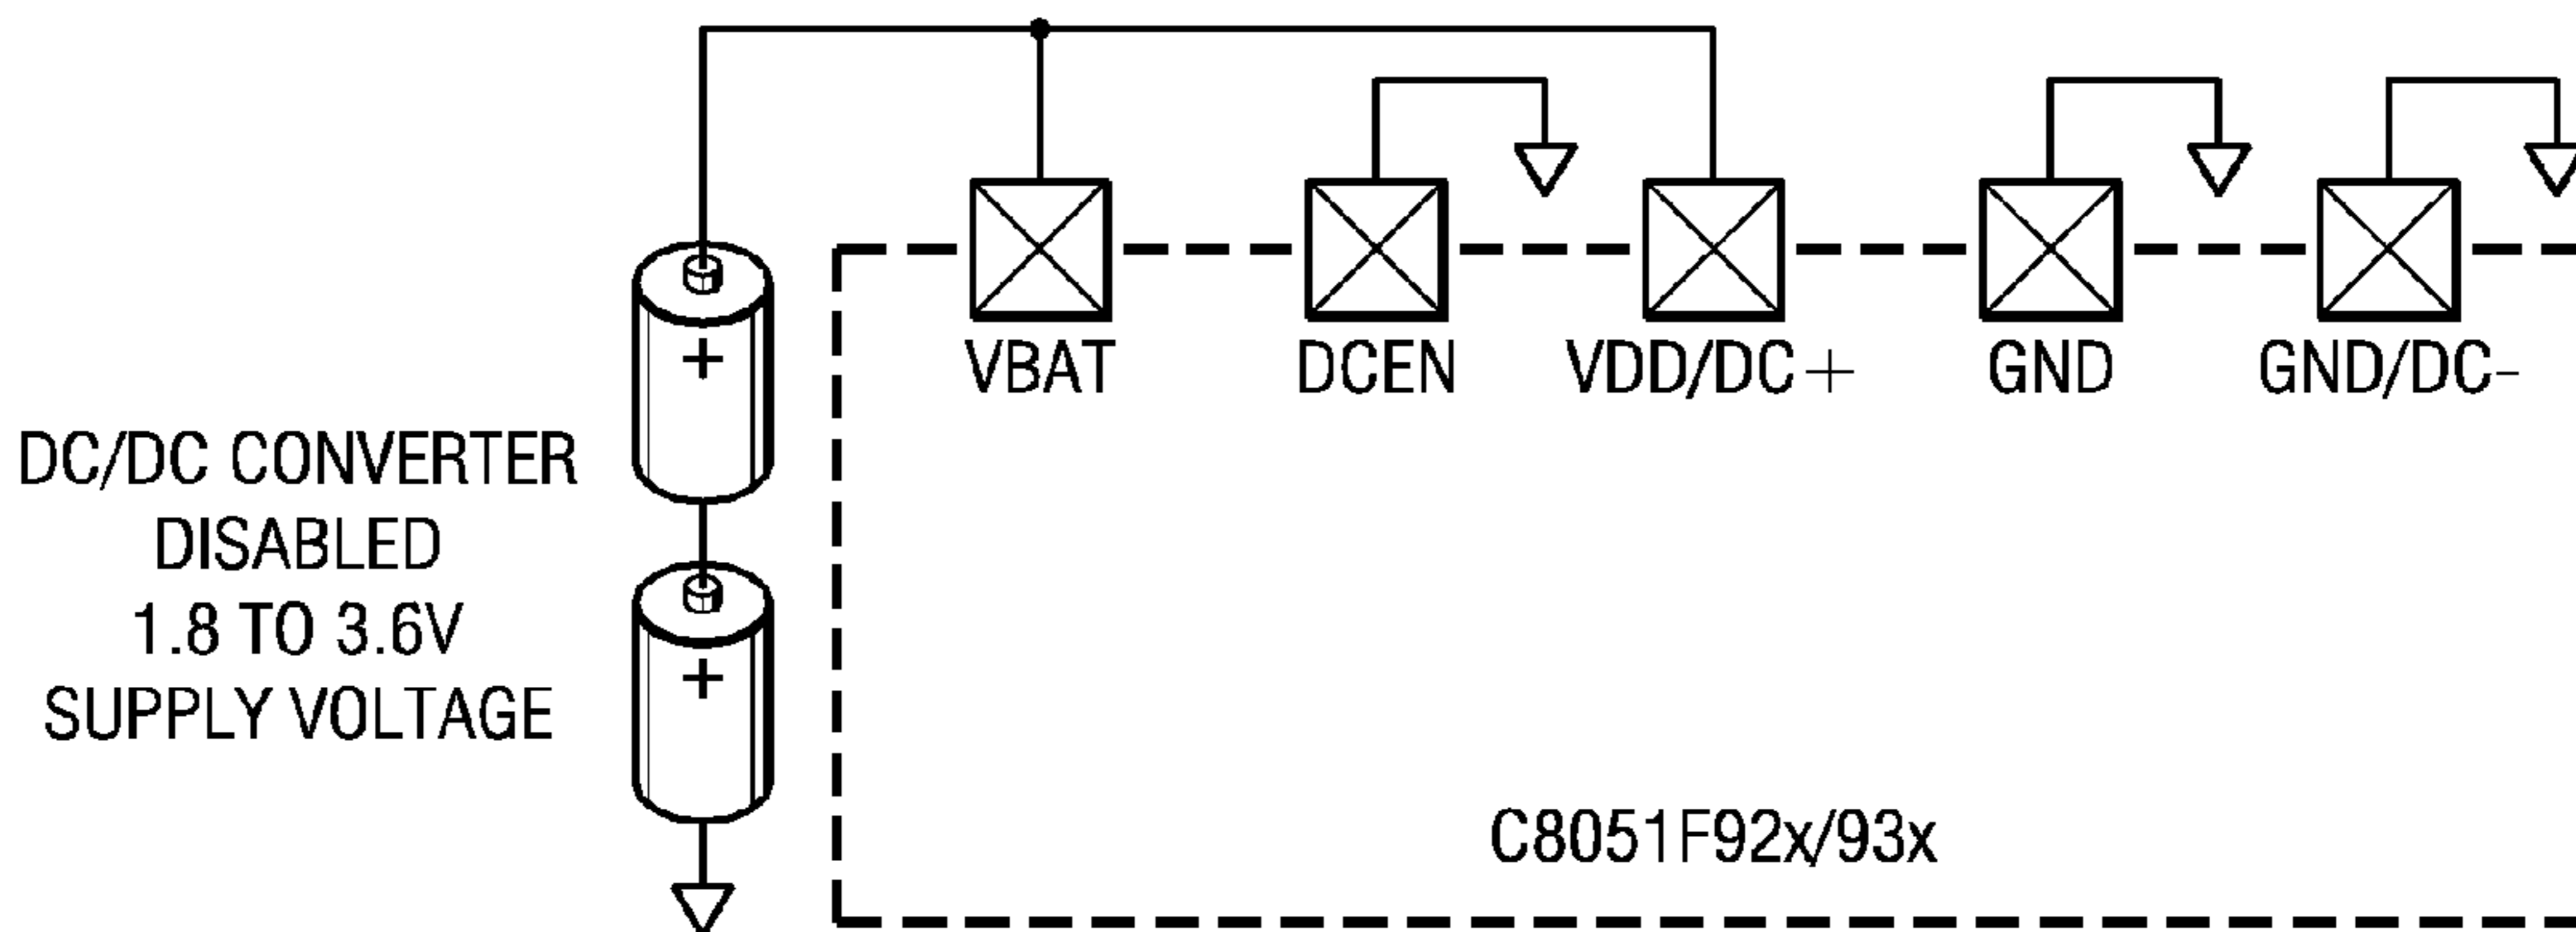 VBAT
DCEN
VDD/DC+
GND
GND/DC-
+
+
DC/DC CONVERTER
DISABLED
1.8 TO 3.6V
SUPPLY VOLTAGE
C8051F92x/93x